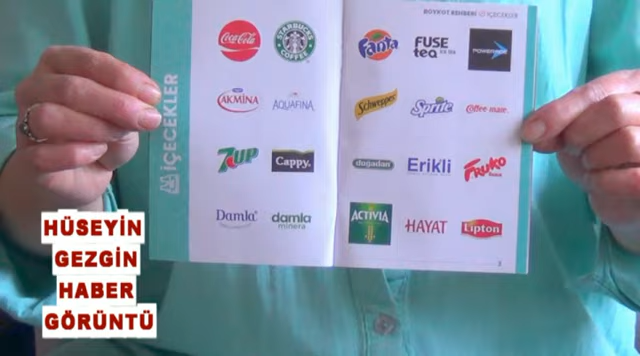 BOYKOT REHBERİ İÇECEKLER
İÇECEKLER
Coca-Cola
STARBUCKS COFFEE
AKMİNA
AQUAFINA
7UP
Cappy
Damla
damla
minera
Fanta
FUSE
tea
POWERADE
Schweppes
Sprite
Coffee-mate
doğadan
Erikli
FRUKO
ACTIVIA
HAYAT
Lipton
HÜSEYİN
GEZGİN
HABER
GÖRÜNTÜ